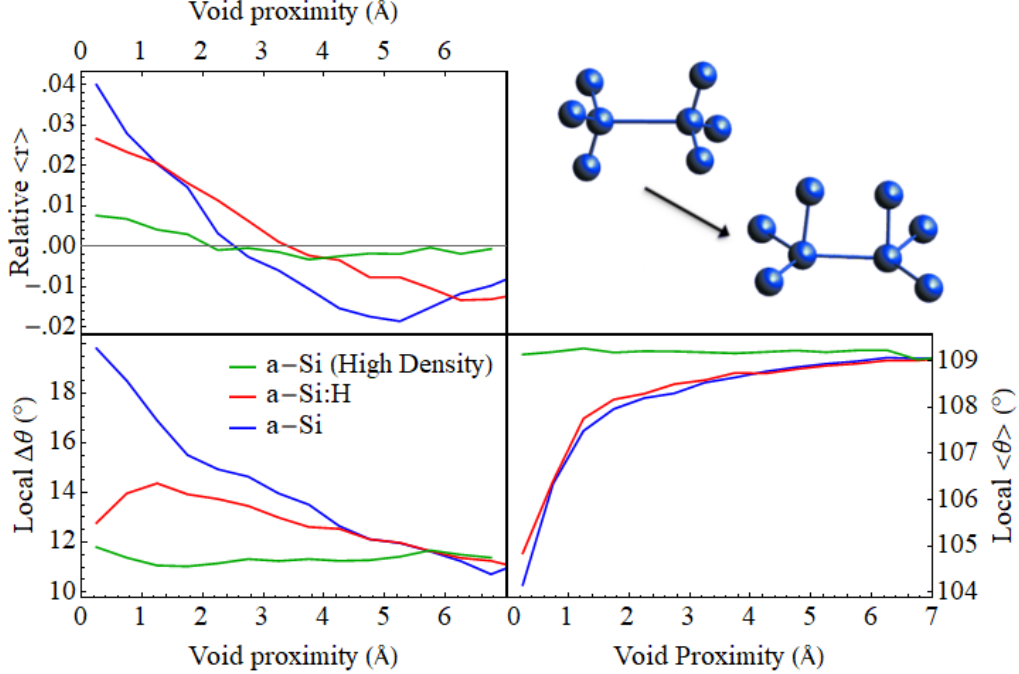 Void proximity (Å)
0 1 2 3 4 5 6
Relative <r>
.04
.03
.02
.01
.00
−.01
−.02
Local Δθ (°)
18
16
14
12
10
a−Si (High Density)
a−Si:H
a−Si
109
108
107
106
105
104
Local <θ> (°)
0 1 2 3 4 5 6
0 1 2 3 4 5 6 7
Void proximity (Å)
Void Proximity (Å)